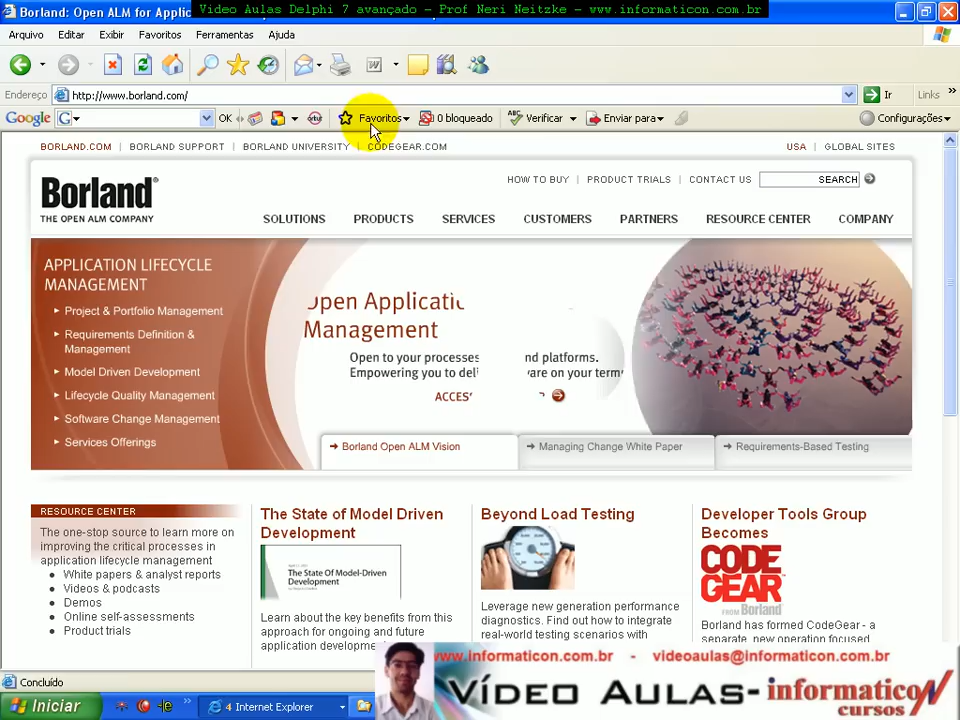 Borland: Open ALM for Applic
Video Aulas Delphi 7 avançado - Prof Neri Neitzke - www.informaticon.com.br
Arquivo Editar Exibir Favoritos Ferramentas Ajuda
Endereço http://www.borland.com/ Ir Links »
Google G OK Favoritos 0 bloqueado Verificar Enviar para Configurações
BORLAND.COM | BORLAND SUPPORT | BORLAND UNIVERSITY | CODEGEAR.COM
USA | GLOBAL SITES
HOW TO BUY | PRODUCT TRIALS | CONTACT US SEARCH
Borland®
THE OPEN ALM COMPANY
SOLUTIONS PRODUCTS SERVICES CUSTOMERS PARTNERS RESOURCE CENTER COMPANY
APPLICATION LIFECYCLE
MANAGEMENT
Project & Portfolio Management
Requirements Definition &
Management
Model Driven Development
Lifecycle Quality Management
Software Change Management
Services Offerings
Open Applicatic
Management
Open to your processes nd platforms.
Empowering you to del are on your term
ACCES
Borland Open ALM Vision
Managing Change White Paper
Requirements-Based Testing
RESOURCE CENTER
The one-stop source to learn more on
improving the critical processes in
application lifecycle management
• White papers & analyst reports
• Videos & podcasts
• Demos
• Online self-assessments
• Product trials
The State of Model Driven
Development
The State Of Model-Driven
Development
Learn about the key benefits from this
approach for ongoing and future
application developme
Beyond Load Testing
Leverage new generation performance
diagnostics. Find out how to integrate
real-world testing scenarios with
Developer Tools Group
Becomes
CODE
GEAR™
FROM Borland
Borland has formed CodeGear - a
separate, new operation focused
www.informaticon.com.br - videoaulas@informaticon.com.br
VÍDEO AULAS- informaticon
cursos
Concluído
Iniciar » 4 Internet Explorer